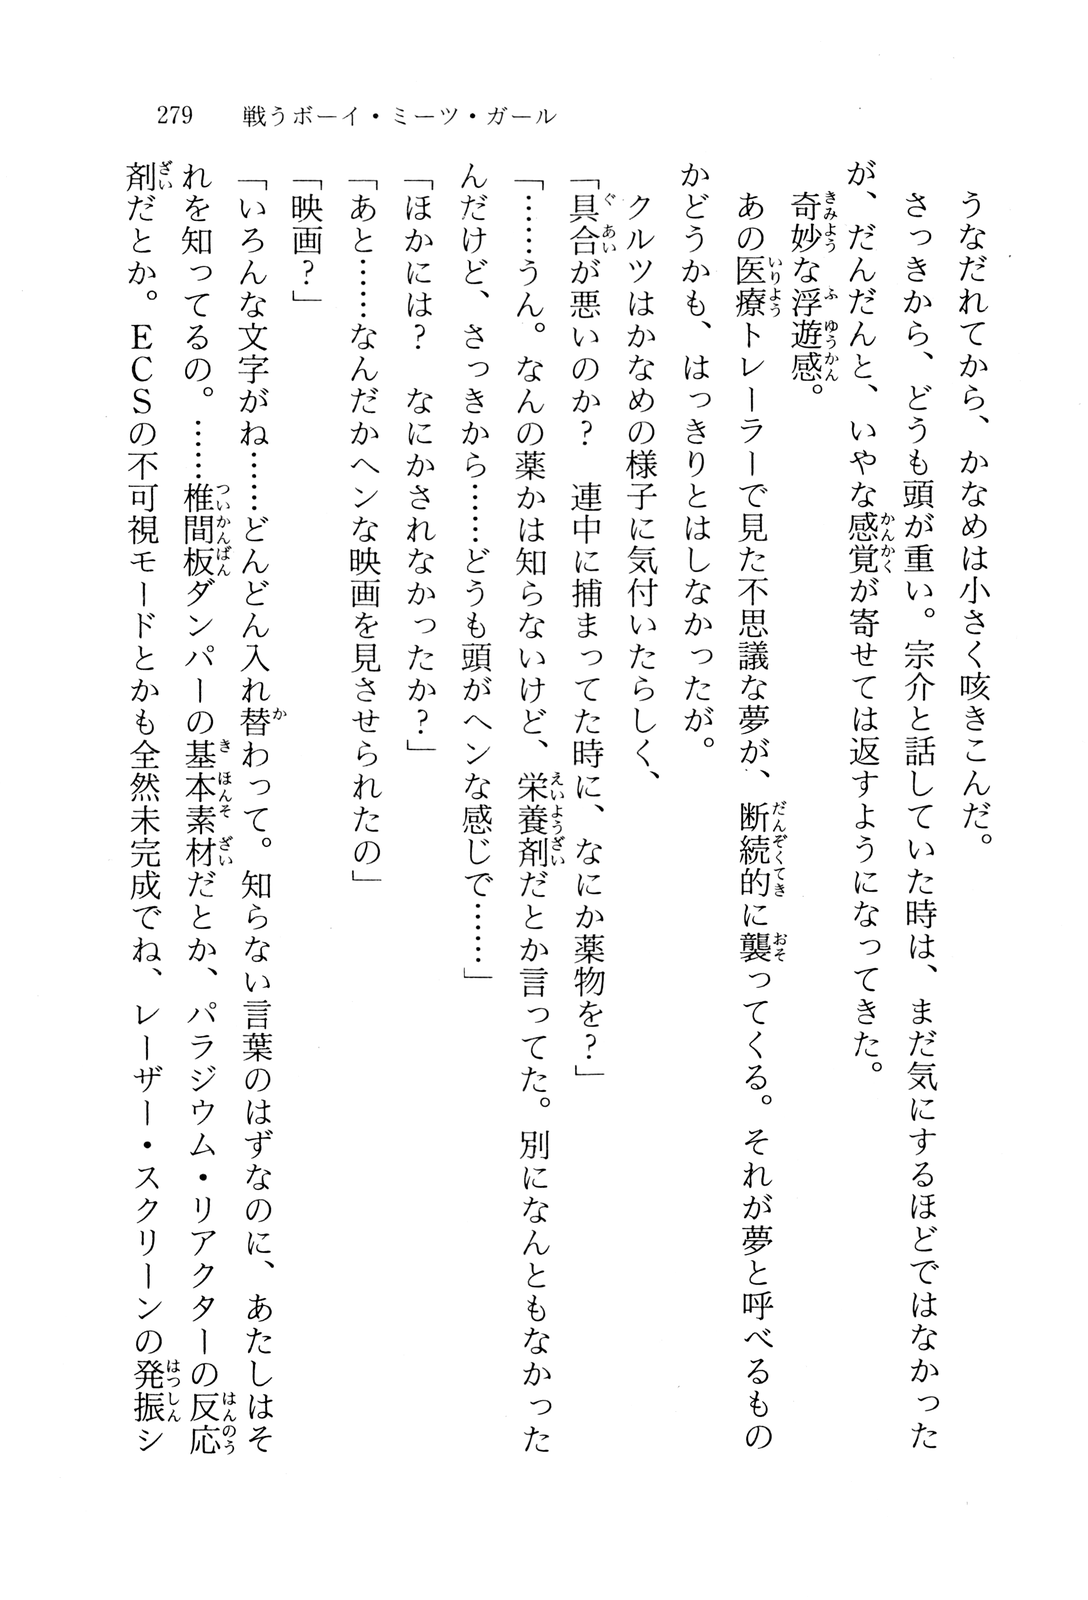 279　戦うボーイ・ミーツ・ガール
うなだれてから、かなめは小さく咳きこんだ。
さっきから、どうも頭が重い。宗介と話していた時は、まだ気にするほどではなかった
が、だんだんと、いやな感覚が寄せては返すようになってきた。
奇妙な浮遊感。
あの医療トレーラーで見た不思議な夢が、断続的に襲ってくる。それが夢と呼べるもの
かどうかも、はっきりとはしなかったが。
クルツはかなめの様子に気付いたらしく、
「具合が悪いのか？　連中に捕まってた時に、なにか薬物を？」
「……うん。なんの薬かは知らないけど、栄養剤だとか言ってた。別になんともなかった
んだけど、さっきから……どうも頭がヘンな感じで……」
「ほかには？　なにかされなかったか？」
「あと……なんだかヘンな映画を見させられたの」
「映画？」
「いろんな文字がね……どんどん入れ替わって。知らない言葉のはずなのに、あたしはそ
れを知ってるの。……椎間板ダンパーの基本素材だとか、パラジウム・リアクターの反応
剤だとか。ＥＣＳの不可視モードとかも全然未完成でね、レーザー・スクリーンの発振シ